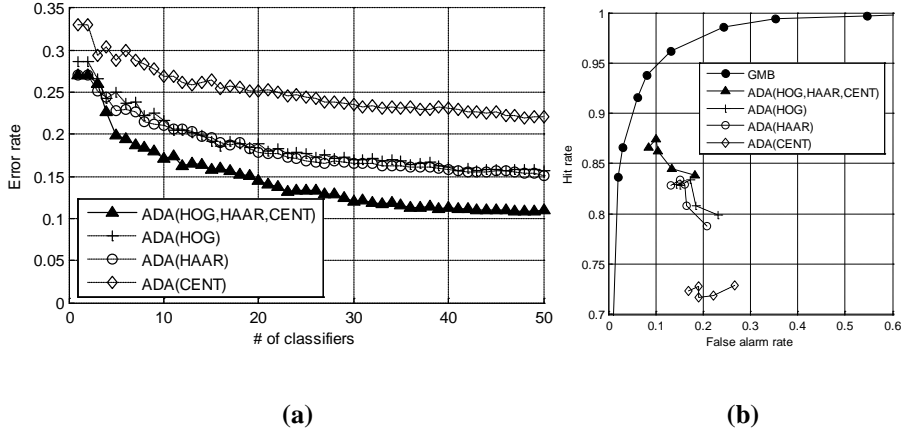 0.35
0.3
0.25
0.2
0.15
0.1
0.05
0
Error rate
0
10
20
30
40
50
# of classifiers
ADA(HOG,HAAR,CENT)
ADA(HOG)
ADA(HAAR)
ADA(CENT)
(a)
1
0.95
0.9
0.85
0.8
0.75
0.7
Hit rate
0
0.1
0.2
0.3
0.4
0.5
0.6
False alarm rate
GMB
ADA(HOG,HAAR,CENT)
ADA(HOG)
ADA(HAAR)
ADA(CENT)
(b)